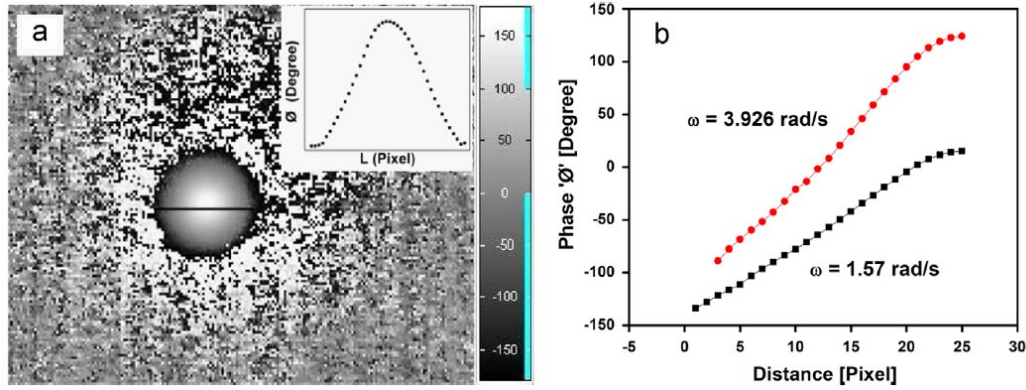 a
Ø (Degree)
L (Pixel)
150
100
50
0
-50
-100
-150
b
150
100
50
0
-50
-100
-150
Phase 'Ø' [Degree]
ω = 3.926 rad/s
ω = 1.57 rad/s
-5 0 5 10 15 20 25 30
Distance [Pixel]